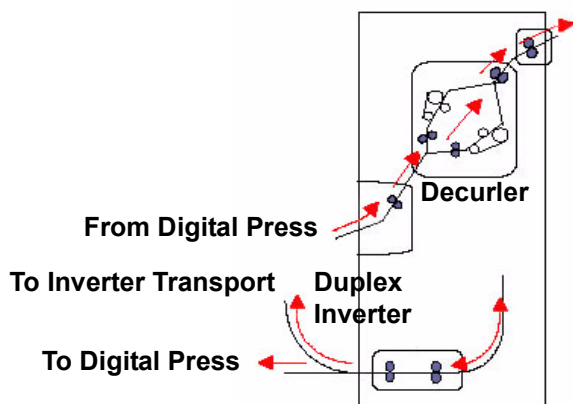 Decurler
From Digital Press
To Inverter Transport
Duplex
Inverter
To Digital Press